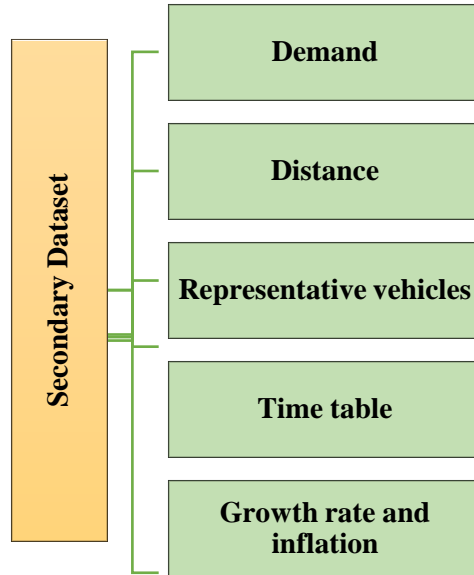 Secondary Dataset
Demand
Distance
Representative vehicles
Time table
Growth rate and
inflation